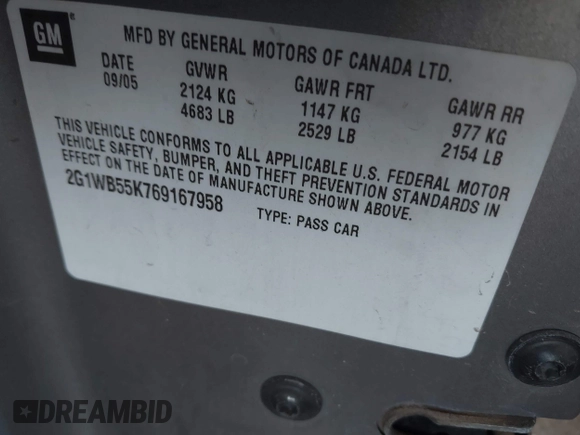 GM ®
MFD BY GENERAL MOTORS OF CANADA LTD.
DATE GVWR GAWR FRT GAWR RR
09/05 2124 KG 1147 KG 977 KG
4683 LB 2529 LB 2154 LB
THIS VEHICLE CONFORMS TO ALL APPLICABLE U.S. FEDERAL MOTOR
VEHICLE SAFETY, BUMPER, AND THEFT PREVENTION STANDARDS IN
EFFECT ON THE DATE OF MANUFACTURE SHOWN ABOVE.
2G1WB55K769167958 TYPE: PASS CAR
DREAMBID